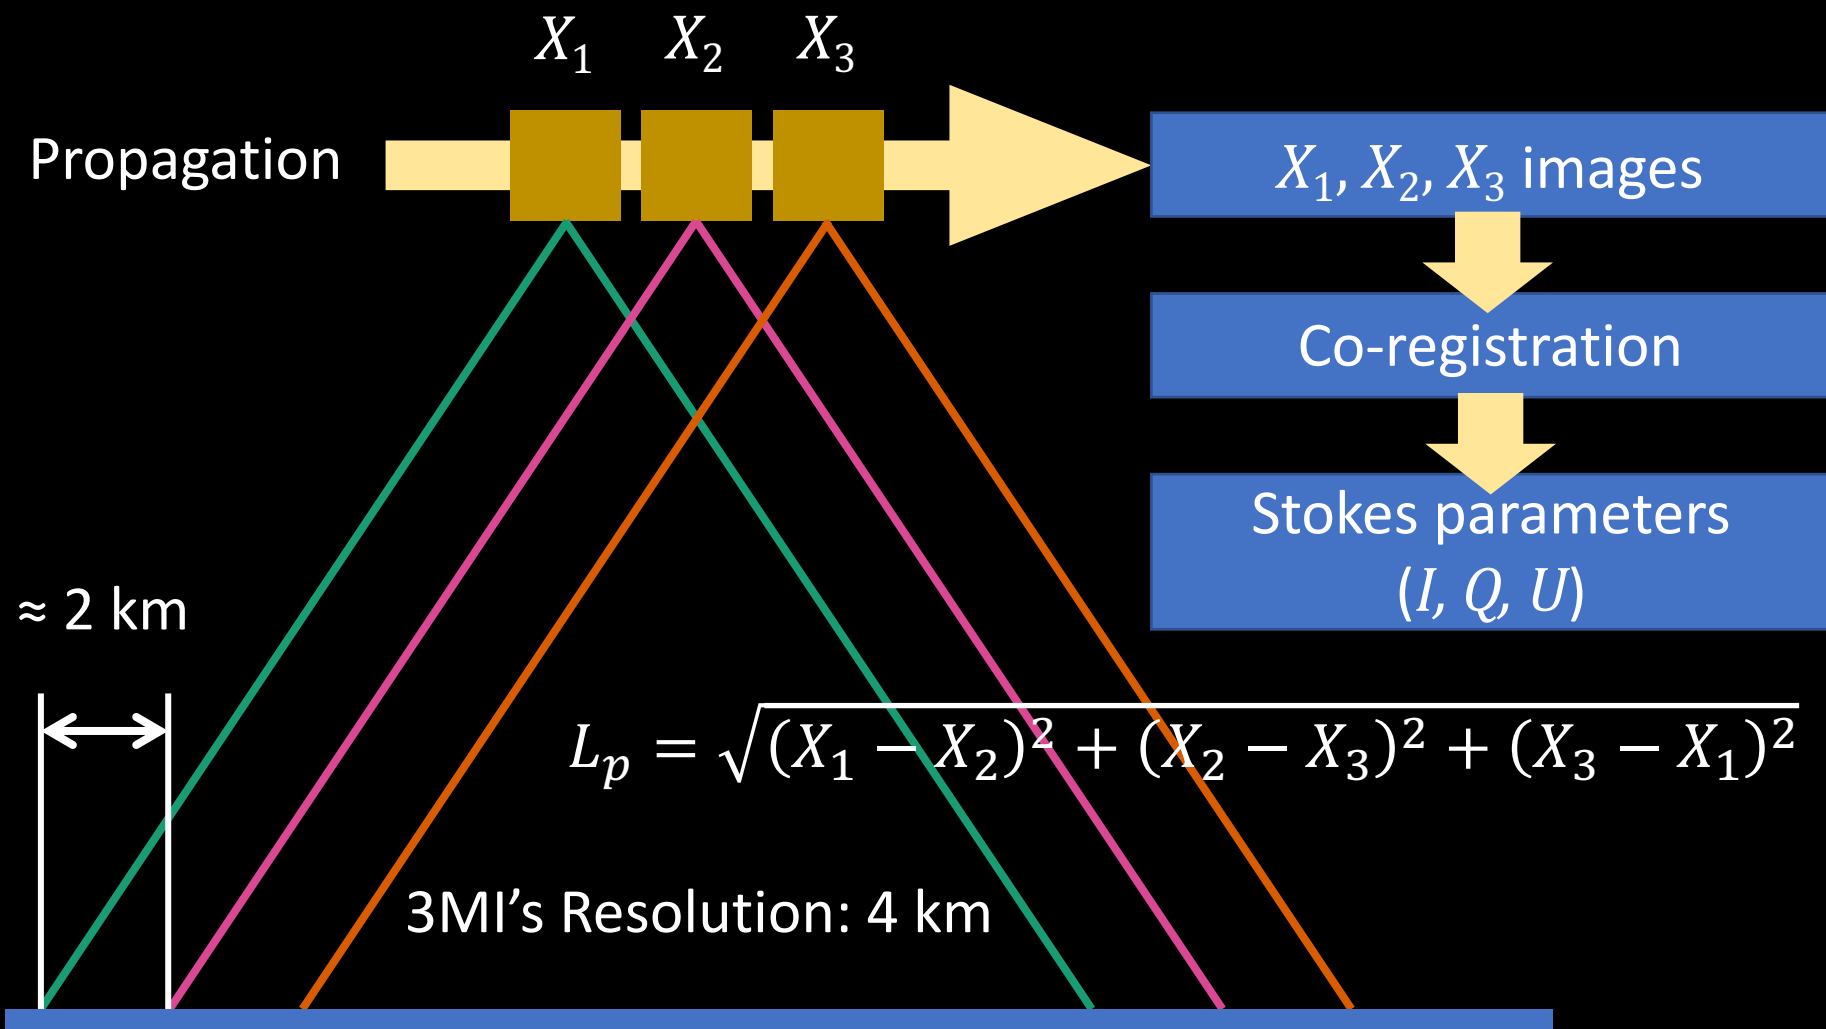 X₁ X₂ X₃
Propagation
X₁, X₂, X₃ images
Co-registration
Stokes parameters
(I, Q, U)
≈ 2 km
Lₚ = √((X₁ − X₂)² + (X₂ − X₃)² + (X₃ − X₁)²)
3MI’s Resolution: 4 km